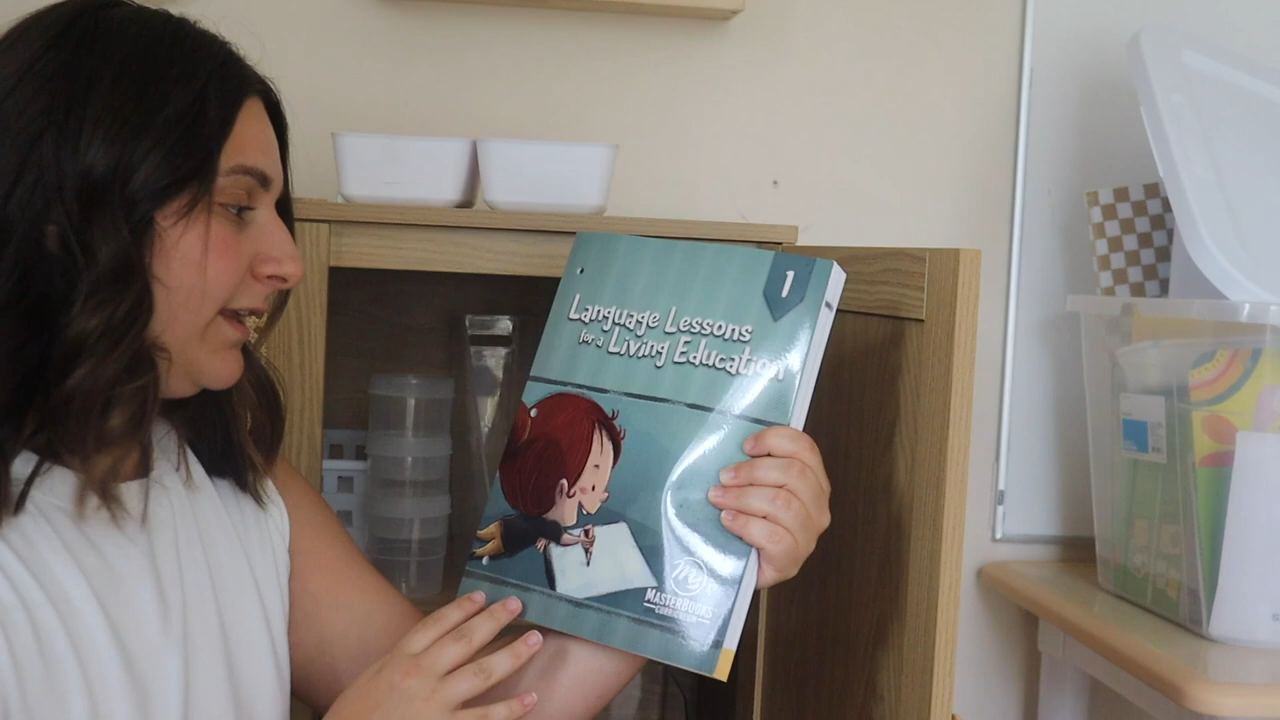 1
Language Lessons
for a Living Education
MASTERBOOKS
CURRICULUM